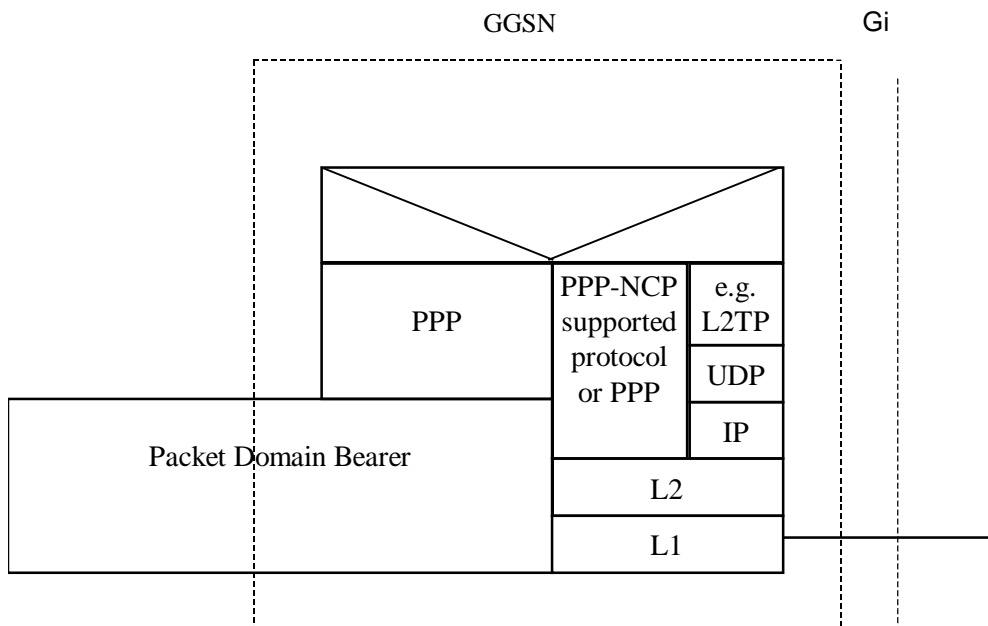 GGSN
Gi
PPP
PPP-NCP
supported
protocol
or PPP
e.g.
L2TP
UDP
IP
Packet Domain Bearer
L2
L1